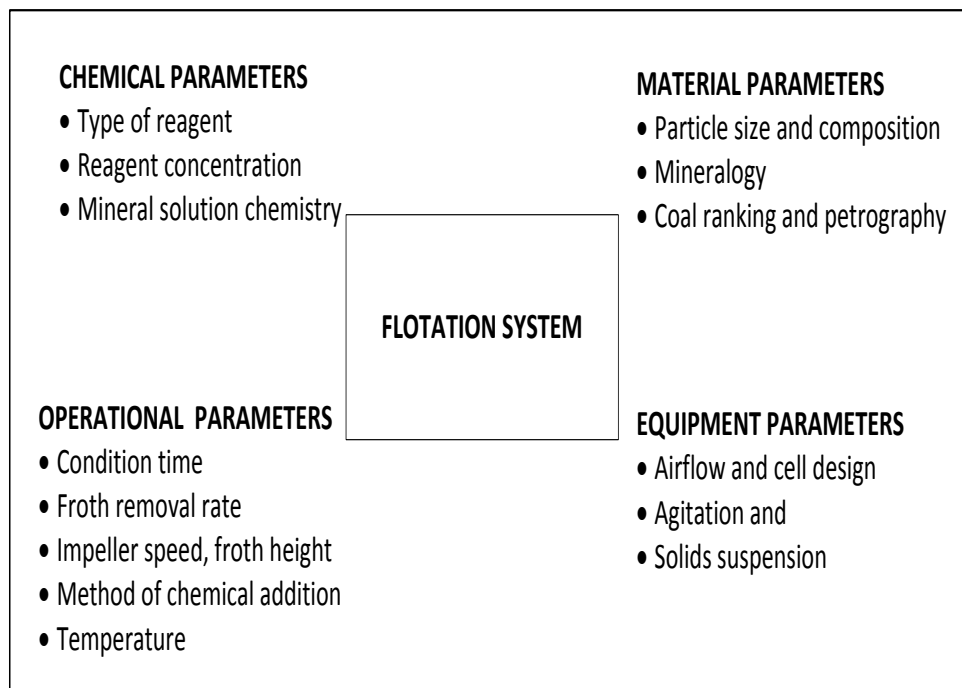 CHEMICAL PARAMETERS
• Type of reagent
• Reagent concentration
• Mineral solution chemistry
MATERIAL PARAMETERS
• Particle size and composition
• Mineralogy
• Coal ranking and petrography
FLOTATION SYSTEM
OPERATIONAL PARAMETERS
• Condition time
• Froth removal rate
• Impeller speed, froth height
• Method of chemical addition
• Temperature
EQUIPMENT PARAMETERS
• Airflow and cell design
• Agitation and
• Solids suspension